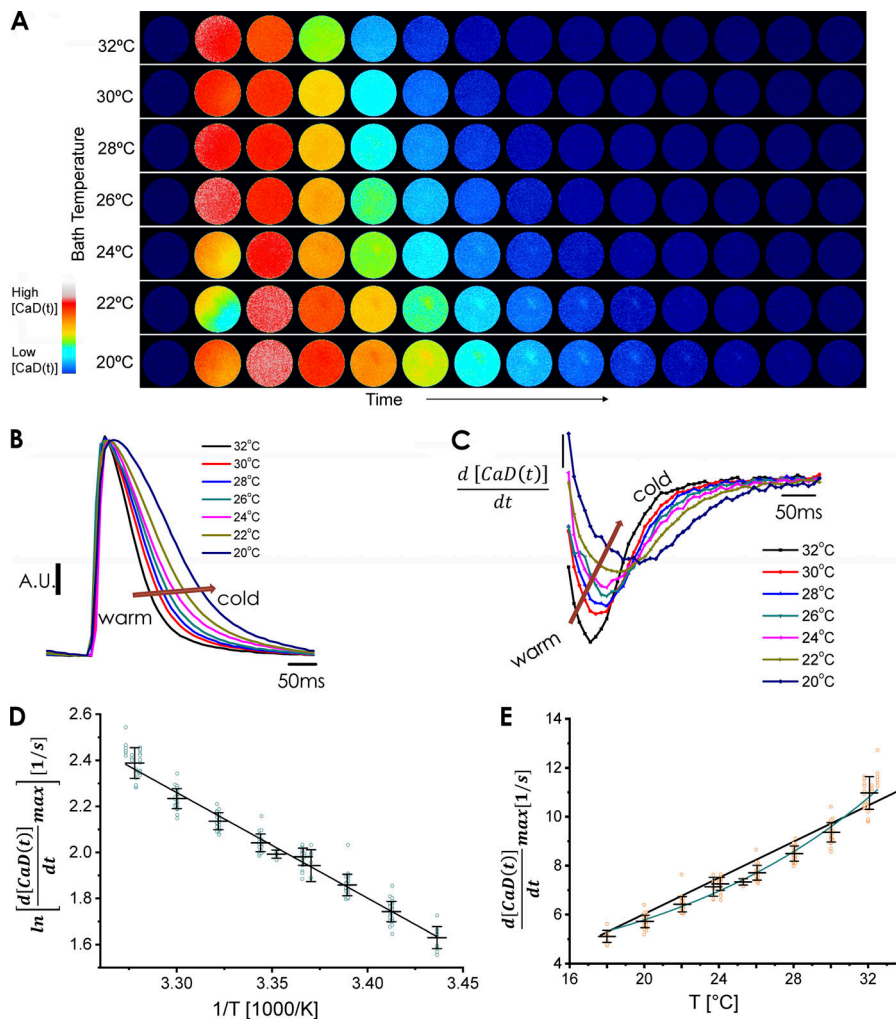 A
32ºC
30ºC
28ºC
26ºC
24ºC
22ºC
20ºC
Bath Temperature
High
[CaD(t)]
Low
[CaD(t)]
Time
B
32°C
30°C
28°C
26°C
24°C
22°C
20°C
A.U.
warm
cold
50ms
C
d [CaD(t)]
dt
cold
warm
50ms
32°C
30°C
28°C
26°C
24°C
22°C
20°C
D
2.6
2.4
2.2
2.0
1.8
1.6
1.4
ln[d[CaD(t)]/dt max] [1/s]
3.30 3.35 3.40 3.45
1/T [1000/K]
E
14
12
10
8
6
4
d[CaD(t)]/dt max[1/s]
16 20 24 28 32
T [°C]